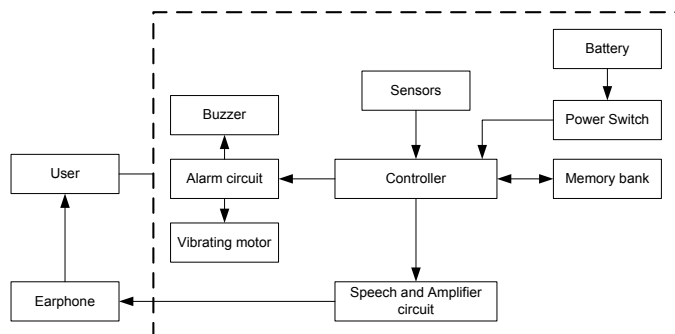 Battery
Sensors
Buzzer
Power Switch
User
Alarm circuit
Controller
Memory bank
Vibrating motor
Earphone
Speech and Amplifier
circuit